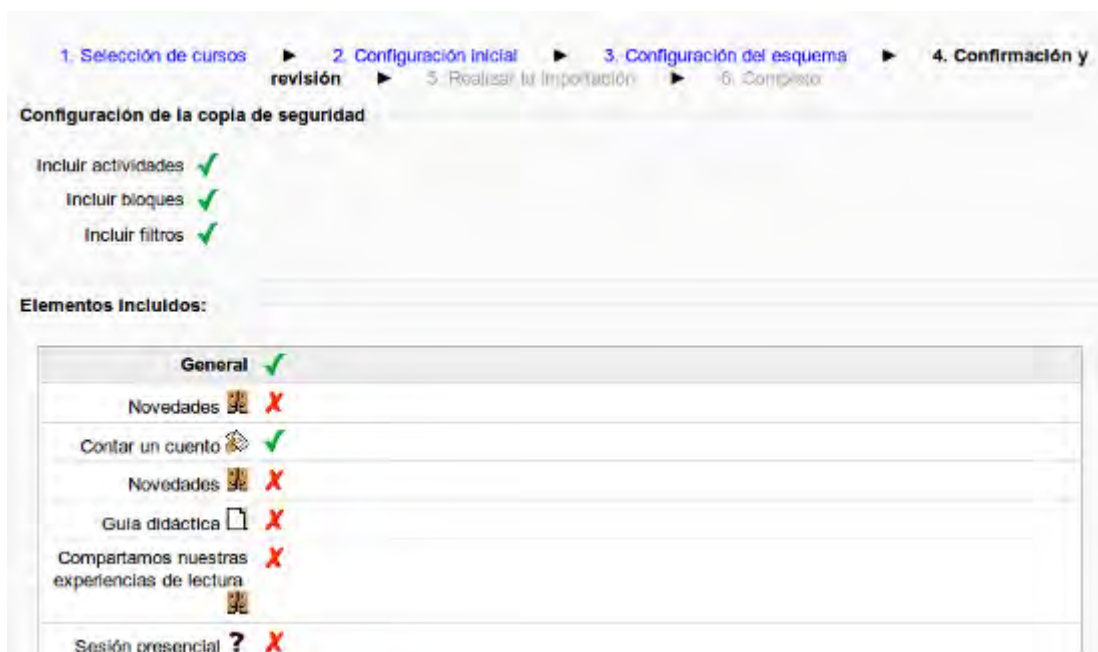 1. Selección de cursos ► 2. Configuración inicial ► 3. Configuración del esquema ► 4. Confirmación y
revisión ► 5. Realizar la importación ► 6. Completo
Configuración de la copia de seguridad
Incluir actividades ✓
Incluir bloques ✓
Incluir filtros ✓
Elementos incluidos:
General ✓
Novedades ✗
Contar un cuento ✓
Novedades ✗
Guía didáctica ✗
Compartamos nuestras ✗
experiencias de lectura
Sesión presencial ? ✗